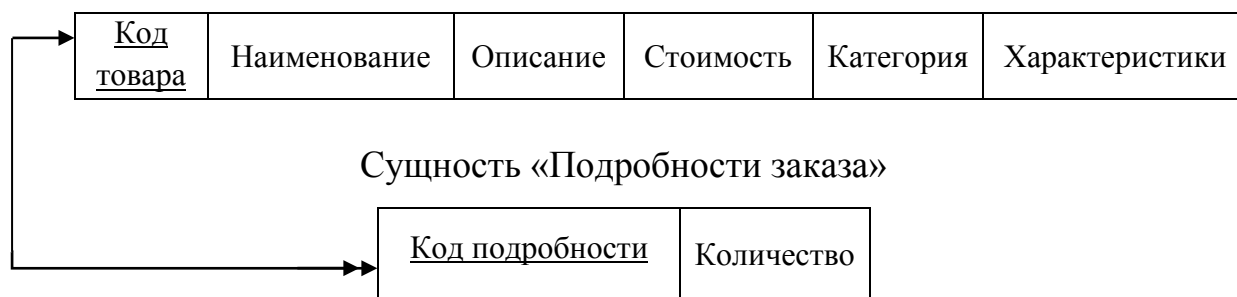 Код товара Наименование Описание Стоимость Категория Характеристики
Сущность «Подробности заказа»
Код подробности Количество